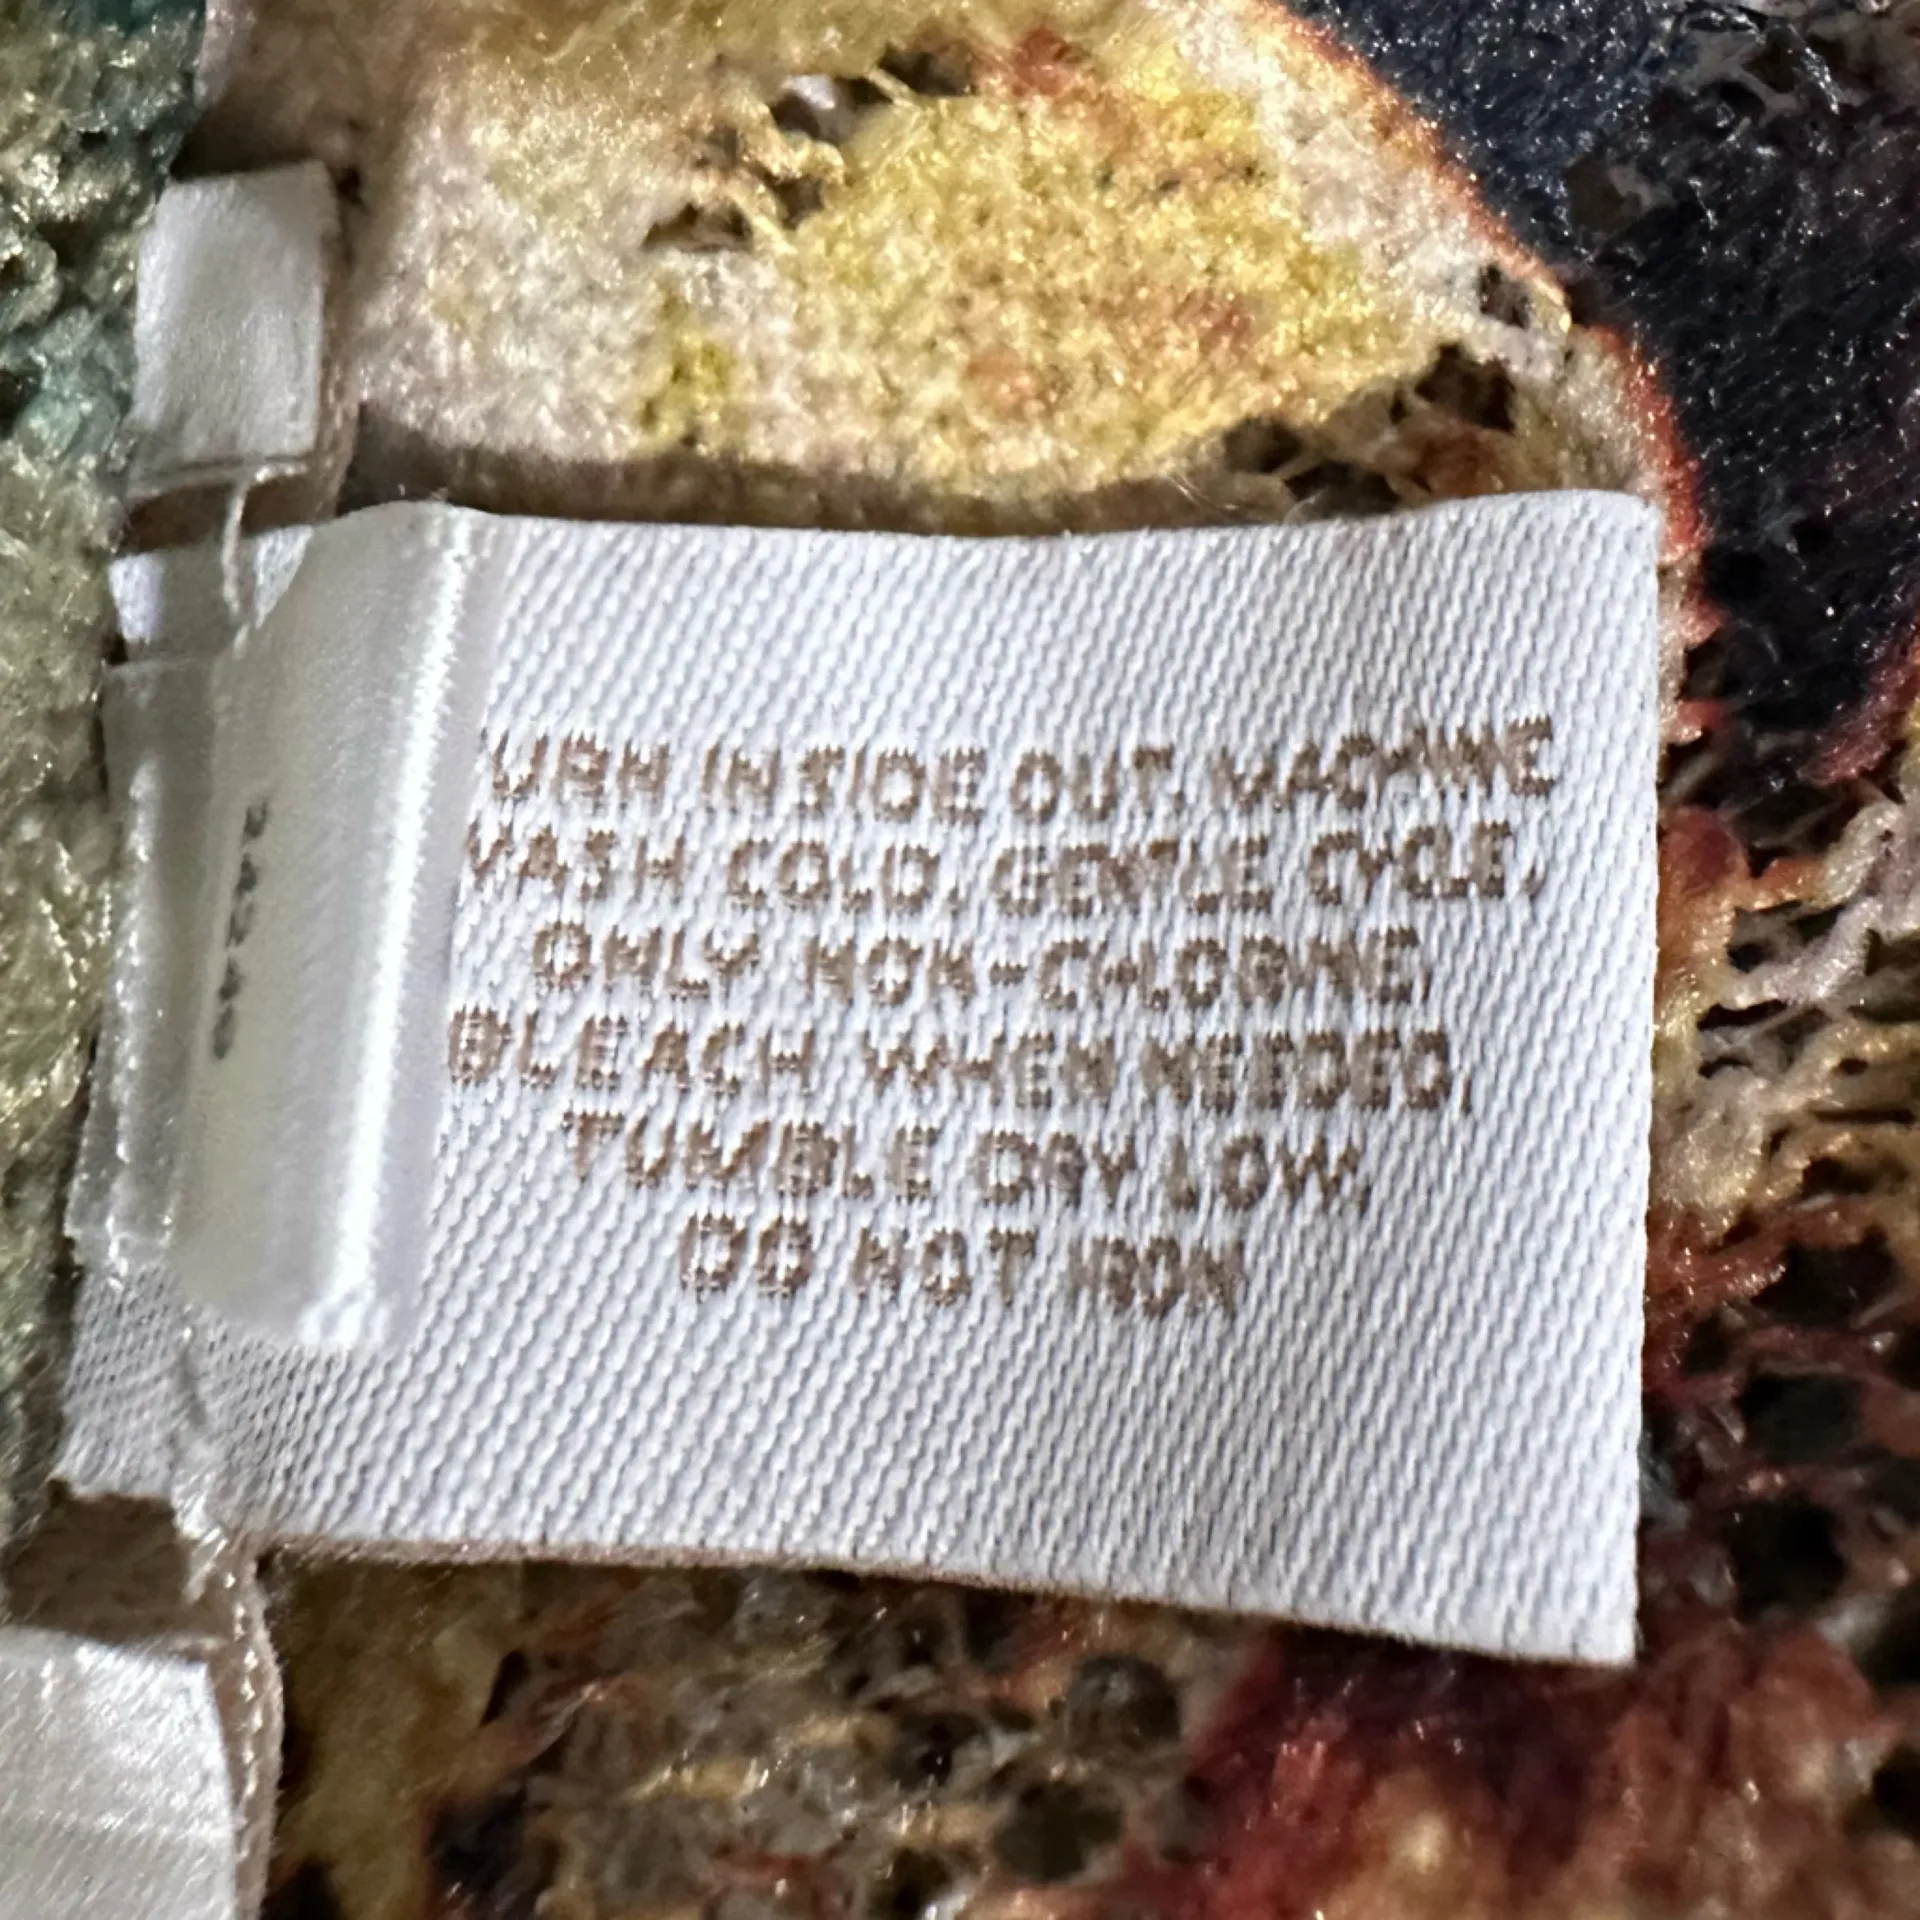 URN INSIDE OUT. MACHINE
WASH COLD, GENTLE CYCLE,
ONLY NON-CHLORINE,
BLEACH WHEN NEEDED,
TUMBLE DRY LOW,
DO NOT IRON